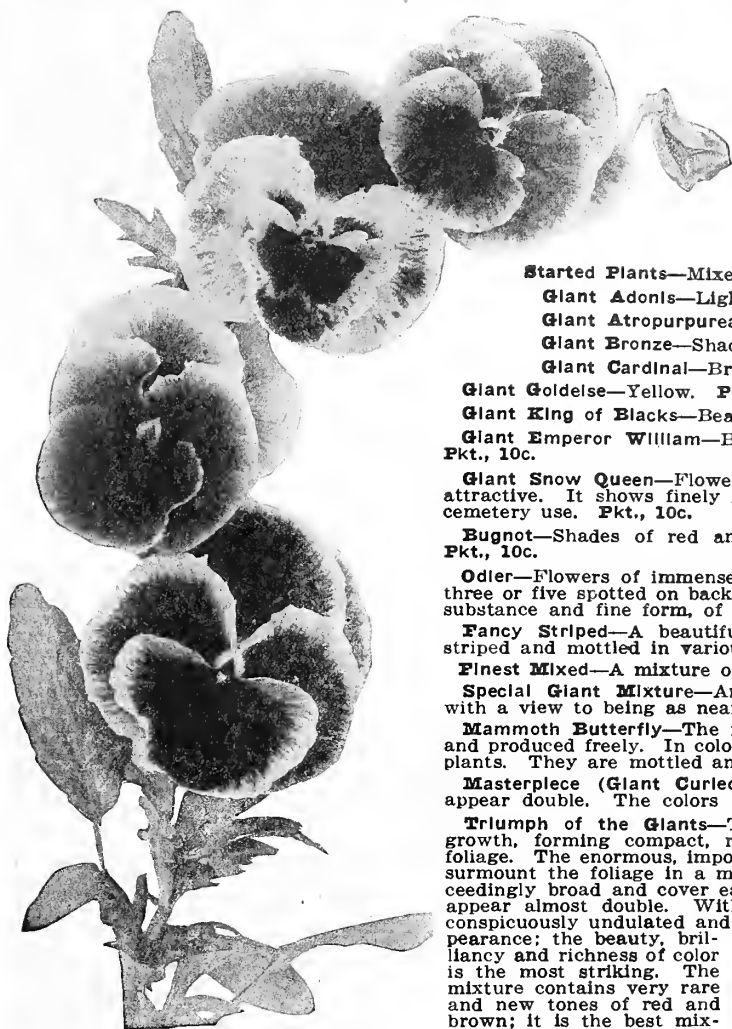 Started Plants—Mixe
Giant Adonis—Ligh
Giant Atropurpurea
Giant Bronze—Shad
Giant Cardinal—Br
Giant Goldelse—Yellow. P
Giant King of Blacks—Bea
Giant Emperor William—B
Pkt., 10c.
Giant Snow Queen—Flowe
attractive. It shows finely
cemetery use. Pkt., 10c.
Bugnot—Shades of red an
Pkt., 10c.
Odier—Flowers of immense
three or five spotted on back
substance and fine form, of
Fancy Striped—A beautifu
striped and mottled in variou
Finest Mixed—A mixture o
Special Giant Mixture—An
with a view to being as near
Mammoth Butterfly—The
and produced freely. In colo
plants. They are mottled an
Masterpiece (Giant Curled
appear double. The colors
Triumph of the Giants—T
growth, forming compact, r
foliage. The enormous, impo
surmount the foliage in a m
ceedingly broad and cover ea
appear almost double. Wit
conspicuously undulated and
pearance; the beauty, bril-
liancy and richness of color
is the most striking. The
mixture contains very rare
and new tones of red and
brown; it is the best mix-